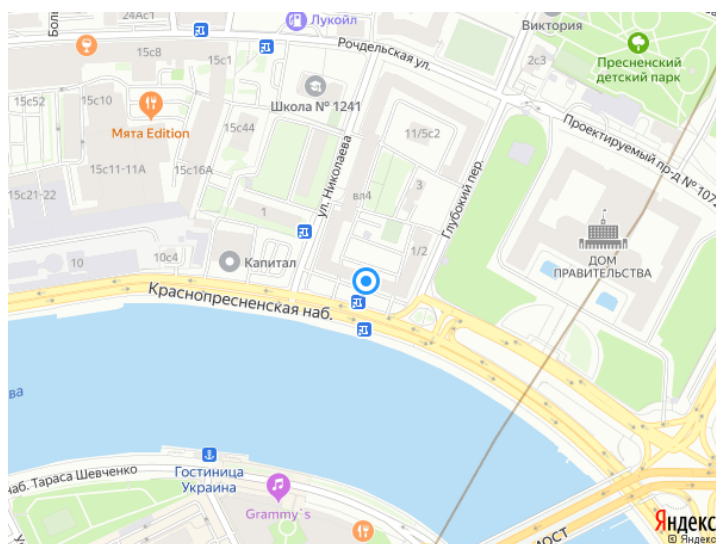 24Ас1
Лукойл
Виктория
Рочдельская ул.
15с8
15с1
2с3
Пресненский
детский парк
15с52
15с10
Школа № 1241
Мята Edition
15с44
11/5с2
Проектируемый пр-д № 1072
15с11-11А
15с16А
ул. Николаева
Глубокий пер.
15с21-22
вл4
3
1
1/2
ДОМ
ПРАВИТЕЛЬСТВА
10
10с4
Капитал
Краснопресненская наб.
наб. Тараса Шевченко
Гостиница
Украина
Grammy`s
Яндекс
© Яндекс